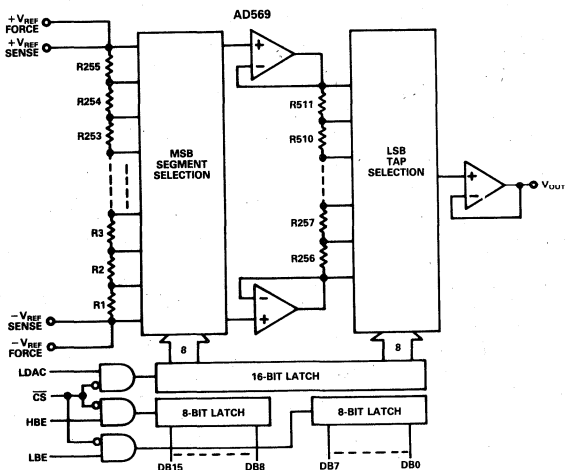 AD569
+VREF
FORCE
+VREF
SENSE
R255
R254
R253
R3
R2
R1
-VREF
SENSE
-VREF
FORCE
MSB
SEGMENT
SELECTION
R511
R510
R257
R256
LSB
TAP
SELECTION
VOUT
8
8
LDAC
CS
HBE
LBE
16-BIT LATCH
8-BIT LATCH
8-BIT LATCH
DB15
DB8
DB7
DB0